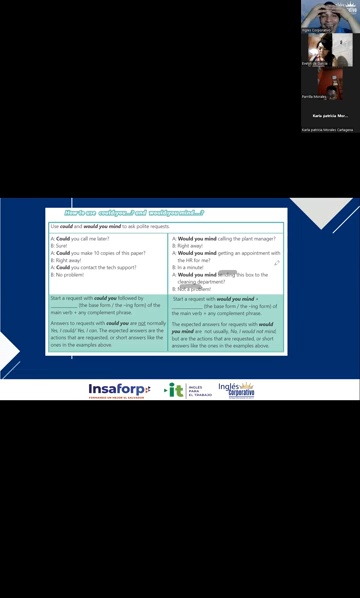 Inglés Corporativo
Pamilla Morales
Karla patricia Mor...
Karla patricia Morales Cartagena
How to use could you...? and would you mind...?
Use could and would you mind to ask polite requests.
A: Could you call me later?
B: Sure!
A: Could you make 10 copies of this paper?
B: Right away!
A: Could you contact the tech support?
B: No problem!
Start a request with could you followed by
__________ (the base form / the -ing form) of the
main verb + any complement phrase.
Answers to requests with could you are not normally
Yes, I could/ No, I can. The expected answers are the
actions that are requested, or short answers like the
ones in the examples above.
A: Would you mind calling the plant manager?
B: Right away!
A: Would you mind getting an appointment with
the HR for me?
B: In a minute!
A: Would you mind sending this box to the
cleaning department?
B: Not a problem!
Start a request with would you mind +
__________ (the base form / the -ing form) of the
main verb + any complement phrase.
The expected answers for requests with would
you mind are not usually, No, I would not mind,
but are the actions that are requested, or short
answers like the ones in the examples above.
Insaforp
it
INGLÉS
PARA
EL TRABAJO
Inglés
Corporativo